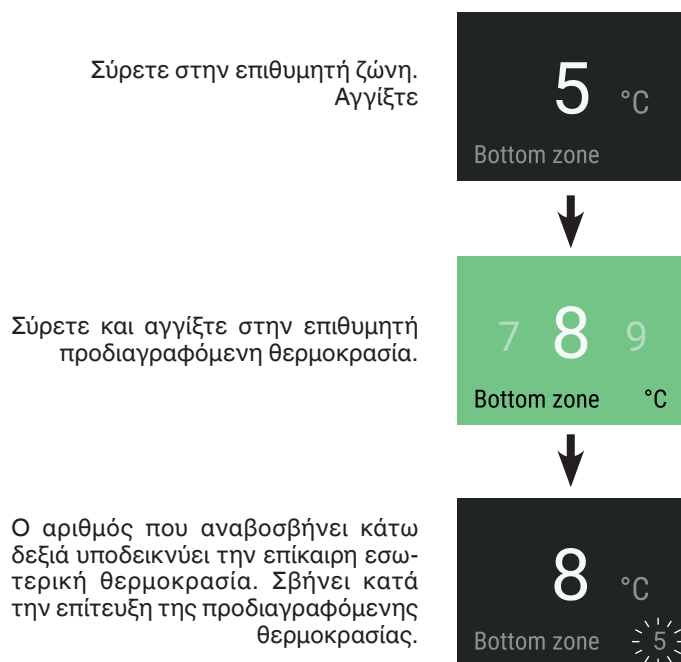 Σύρετε στην επιθυμητή ζώνη.
Αγγίξτε
5 °C
Bottom zone
Σύρετε και αγγίξτε στην επιθυμητή
προδιαγραφόμενη θερμοκρασία.
7 8 9
Bottom zone °C
Ο αριθμός που αναβοσβήνει κάτω
δεξιά υποδεικνύει την επίκαιρη εσω-
τερική θερμοκρασία. Σβήνει κατά
την επίτευξη της προδιαγραφόμενης
θερμοκρασίας.
8 °C
Bottom zone 5